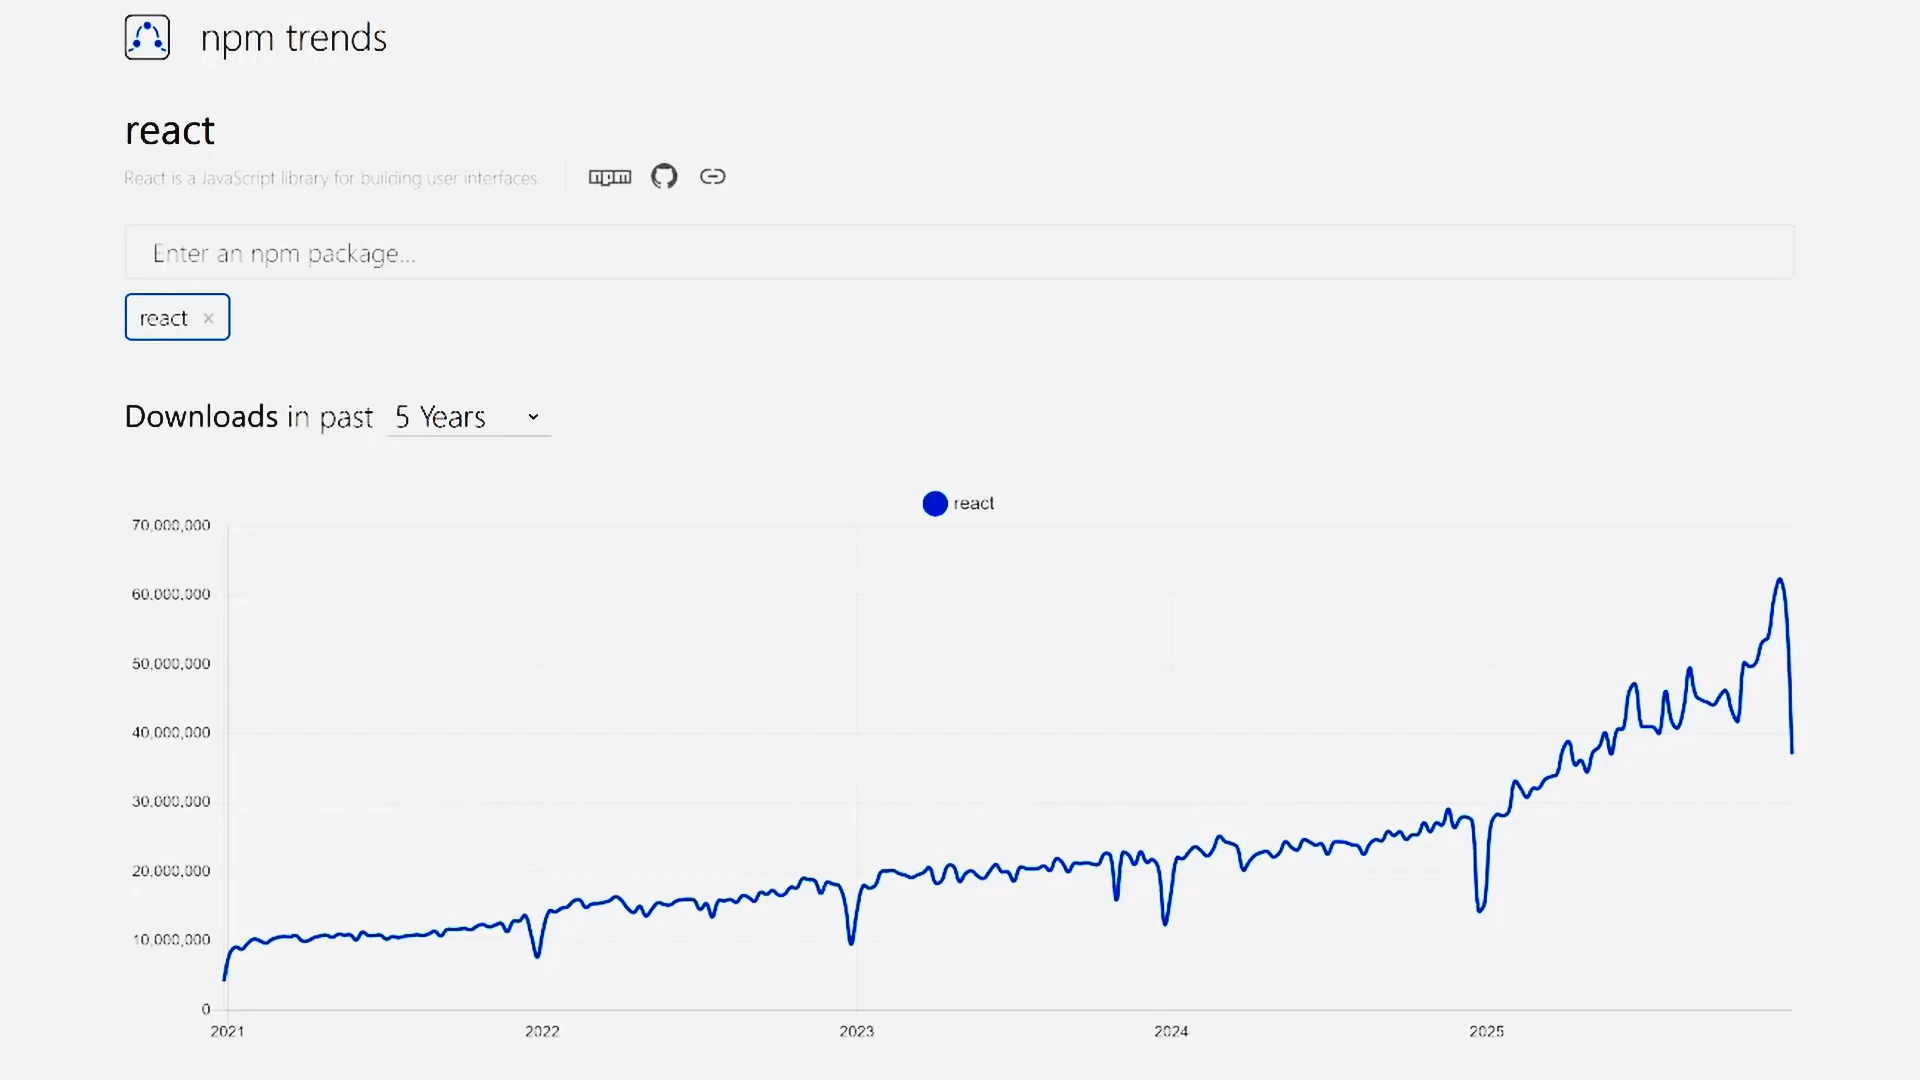 npm trends
react
React is a JavaScript library for building user interfaces.
npm
Enter an npm package...
react ×
Downloads in past 5 Years
react
70,000,000
60,000,000
50,000,000
40,000,000
30,000,000
20,000,000
10,000,000
0
2021 2022 2023 2024 2025